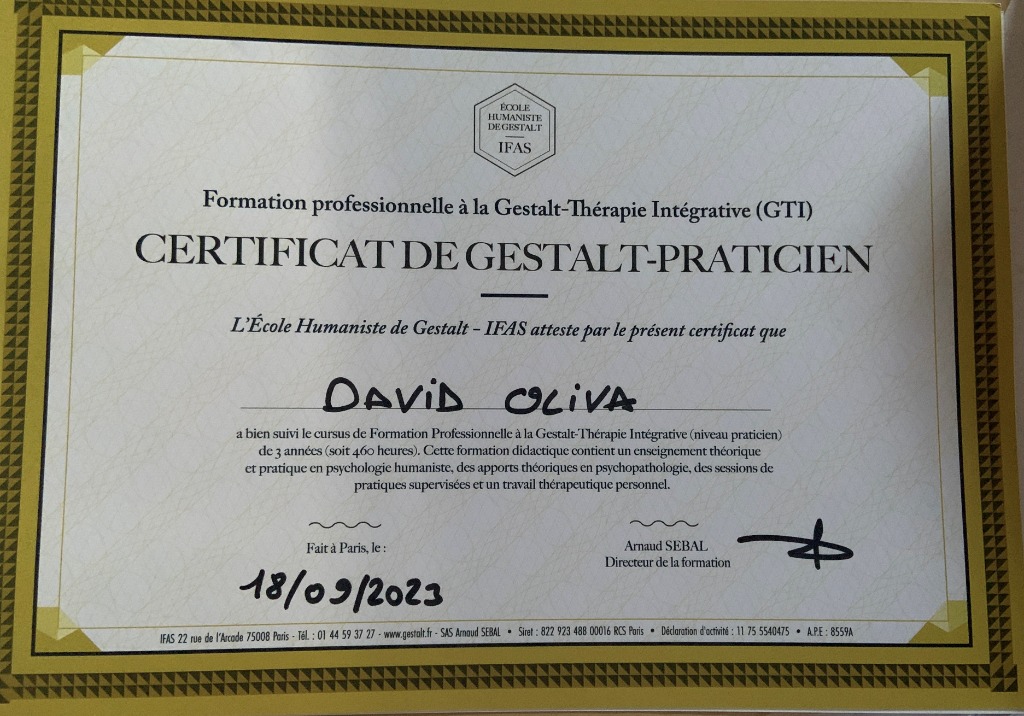 ÉCOLE
HUMANISTE
DE GESTALT
IFAS
Formation professionnelle à la Gestalt-Thérapie Intégrative (GTI)
CERTIFICAT DE GESTALT-PRATICIEN
L'École Humaniste de Gestalt – IFAS atteste par le présent certificat que
DAVID OLIVA
a bien suivi le cursus de Formation Professionnelle à la Gestalt-Thérapie Intégrative (niveau praticien)
de 3 années (soit 460 heures). Cette formation didactique contient un enseignement théorique
et pratique en psychologie humaniste, des apports théoriques en psychopathologie, des sessions de
pratiques supervisées et un travail thérapeutique personnel.
Fait à Paris, le :
18/09/2023
Arnaud SEBAL
Directeur de la formation
IFAS 22 rue de l'Arcade 75008 Paris - Tél. : 01 44 59 37 27 - www.gestalt.fr - SAS Arnaud SEBAL • Siret : 822 923 488 00016 RCS Paris • Déclaration d'activité : 11 75 5540475 • A.P.E : 8559A